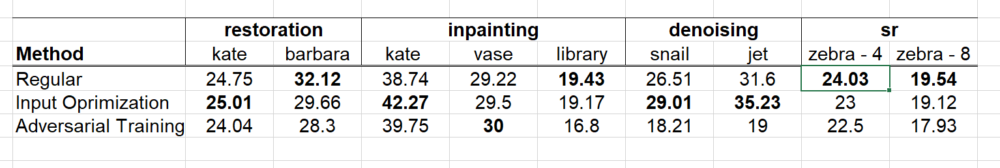 restoration inpainting denoising sr
Method kate barbara kate vase library snail jet zebra - 4 zebra - 8
Regular 24.75 32.12 38.74 29.22 19.43 26.51 31.6 24.03 19.54
Input Oprimization 25.01 29.66 42.27 29.5 19.17 29.01 35.23 23 19.12
Adversarial Training 24.04 28.3 39.75 30 16.8 18.21 19 22.5 17.93